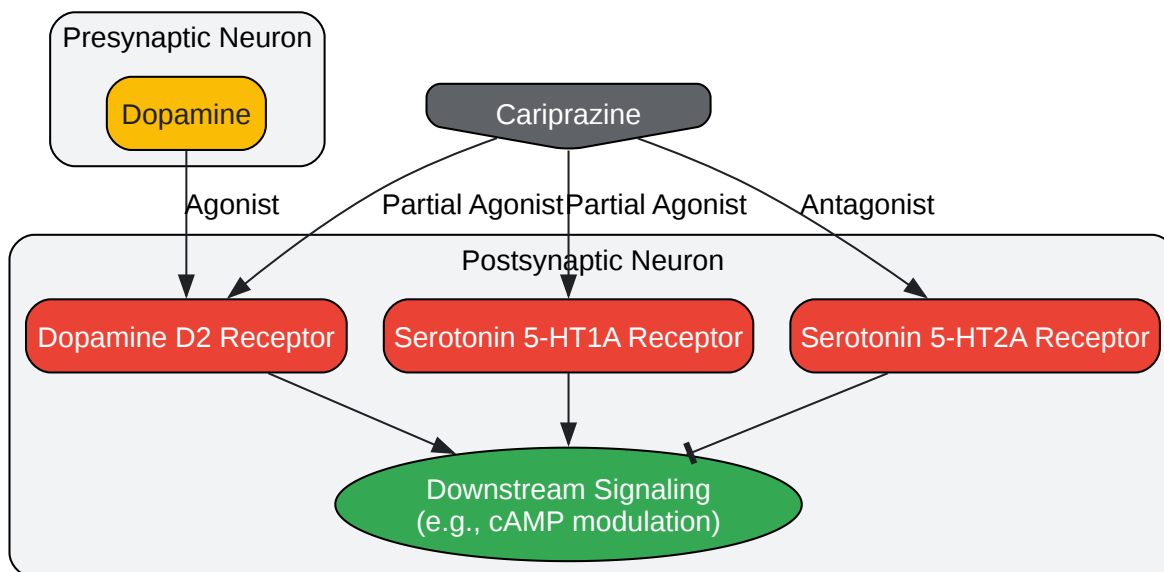 Presynaptic Neuron
Dopamine
Cariprazine
Agonist
Partial Agonist
Partial Agonist
Antagonist
Postsynaptic Neuron
Dopamine D2 Receptor
Serotonin 5-HT1A Receptor
Serotonin 5-HT2A Receptor
Downstream Signaling
(e.g., cAMP modulation)